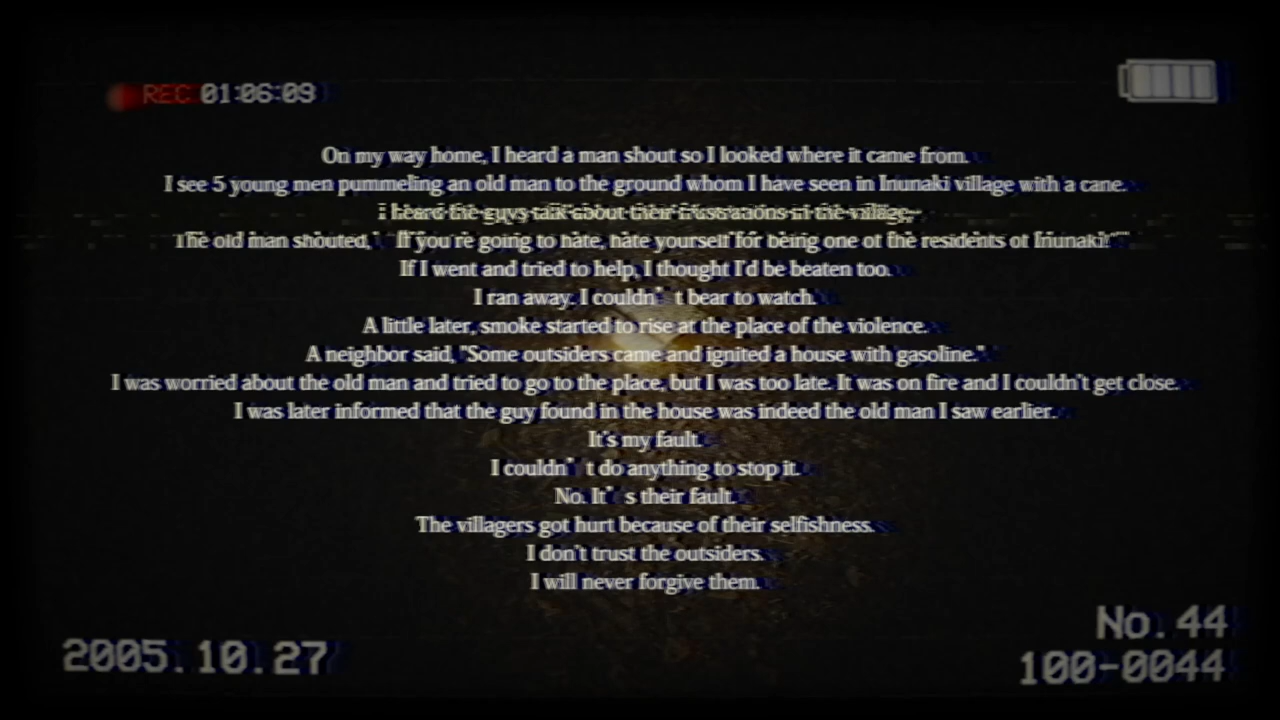 REC 01:06:09
On my way home, I heard a man shout so I looked where it came from.
I see 5 young men pummeling an old man to the ground whom I have seen in Inunaki village with a cane.
I heard the guys talk about their frustrations in the village,
The old man shouted, "If you're going to hate, hate yourself for being one of the residents of Inunaki!"
If I went and tried to help, I thought I'd be beaten too.
I ran away. I couldn’t bear to watch.
A little later, smoke started to rise at the place of the violence.
A neighbor said, "Some outsiders came and ignited a house with gasoline."
I was worried about the old man and tried to go to the place, but I was too late. It was on fire and I couldn't get close.
I was later informed that the guy found in the house was indeed the old man I saw earlier.
It's my fault.
I couldn’t do anything to stop it.
No. It’s their fault.
The villagers got hurt because of their selfishness.
I don't trust the outsiders.
I will never forgive them.
2005.10.27
No.44
100-0044